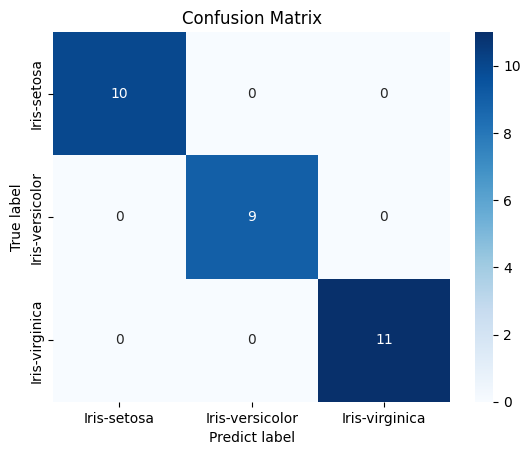 Confusion Matrix
True label
Iris-setosa
10 0 0
Iris-versicolor
0 9 0
Iris-virginica
0 0 11
Iris-setosa Iris-versicolor Iris-virginica
Predict label
10
8
6
4
2
0